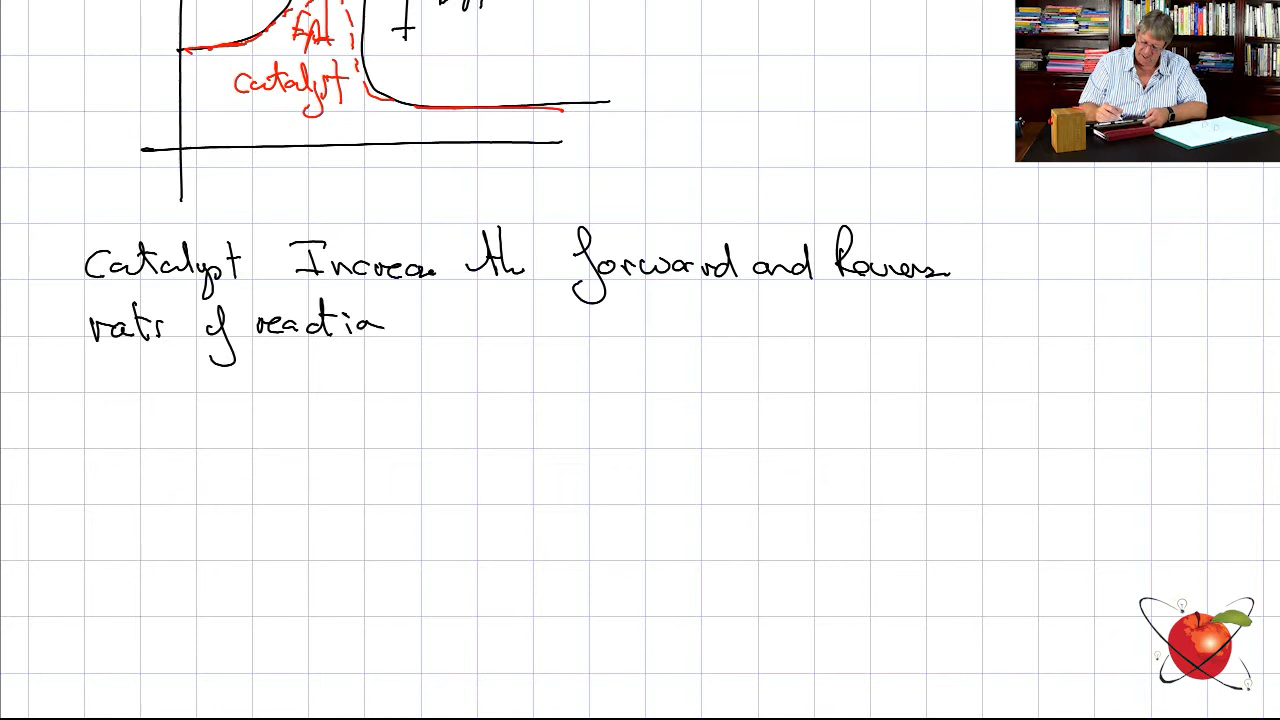 catalyst
Catalyst Increase the forward and Reverse
rate of reaction